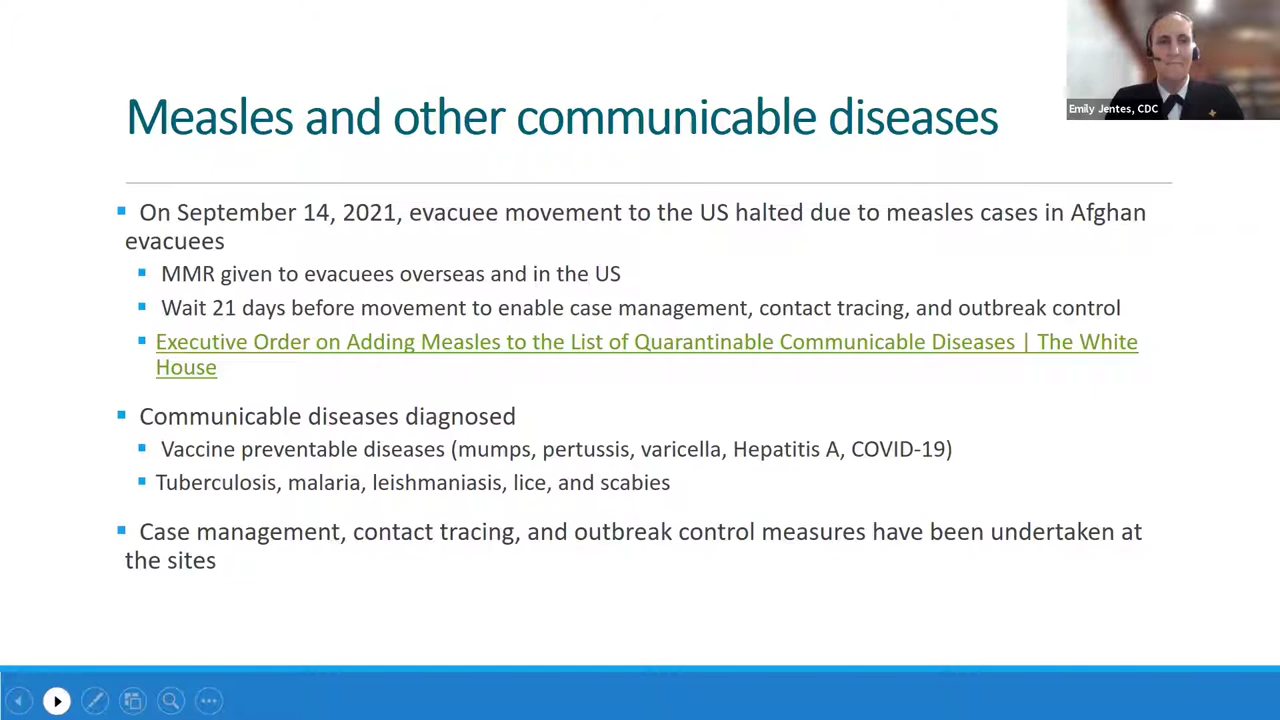 Measles and other communicable diseases
Emily Jentes, CDC
On September 14, 2021, evacuee movement to the US halted due to measles cases in Afghan
evacuees
MMR given to evacuees overseas and in the US
Wait 21 days before movement to enable case management, contact tracing, and outbreak control
Executive Order on Adding Measles to the List of Quarantinable Communicable Diseases | The White
House
Communicable diseases diagnosed
Vaccine preventable diseases (mumps, pertussis, varicella, Hepatitis A, COVID-19)
Tuberculosis, malaria, leishmaniasis, lice, and scabies
Case management, contact tracing, and outbreak control measures have been undertaken at
the sites